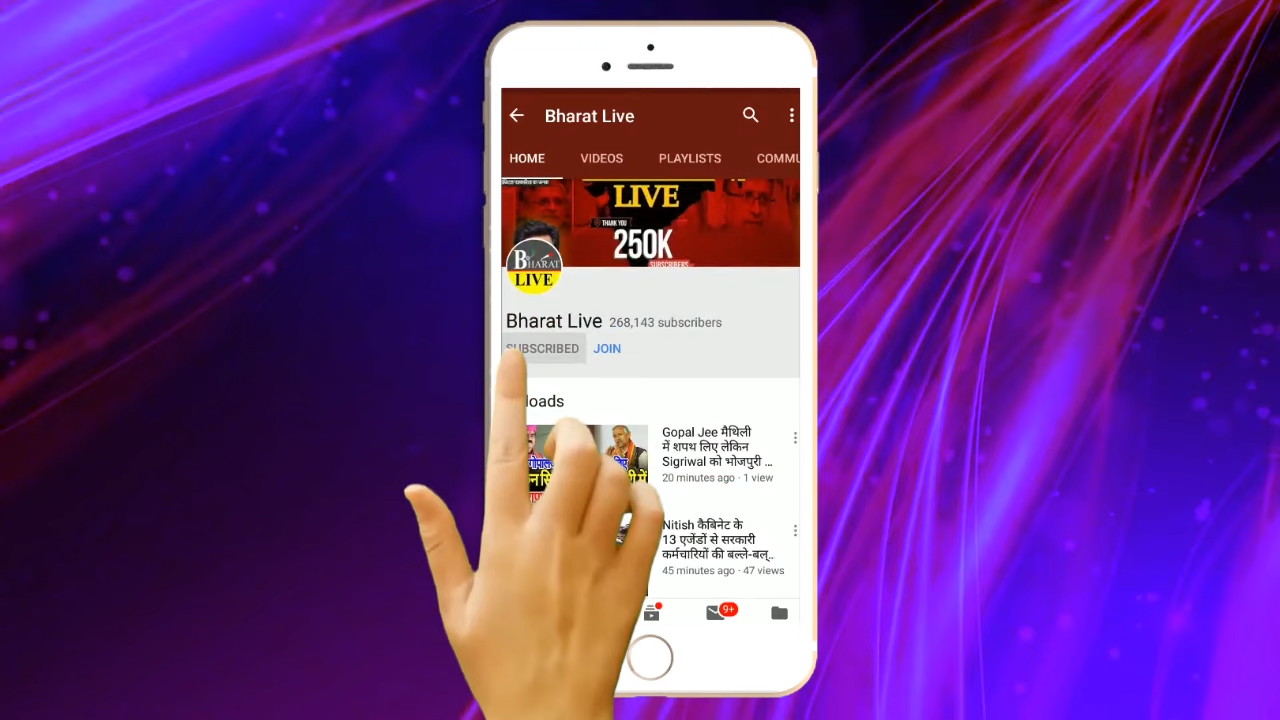 Bharat Live
HOME VIDEOS PLAYLISTS COMMU
LIVE
THANK YOU
250K
SUBSCRIBERS
BHARAT
LIVE
Bharat Live 268,143 subscribers
SUBSCRIBED JOIN
loads
Gopal Jee मैथिली
में शपथ लिए लेकिन
Sigriwal को भोजपुरी ...
20 minutes ago · 1 view
Nitish कैबिनेट के
13 एजेंडों से सरकारी
कर्मचारियों की बल्ले-बल्..
45 minutes ago · 47 views
9+